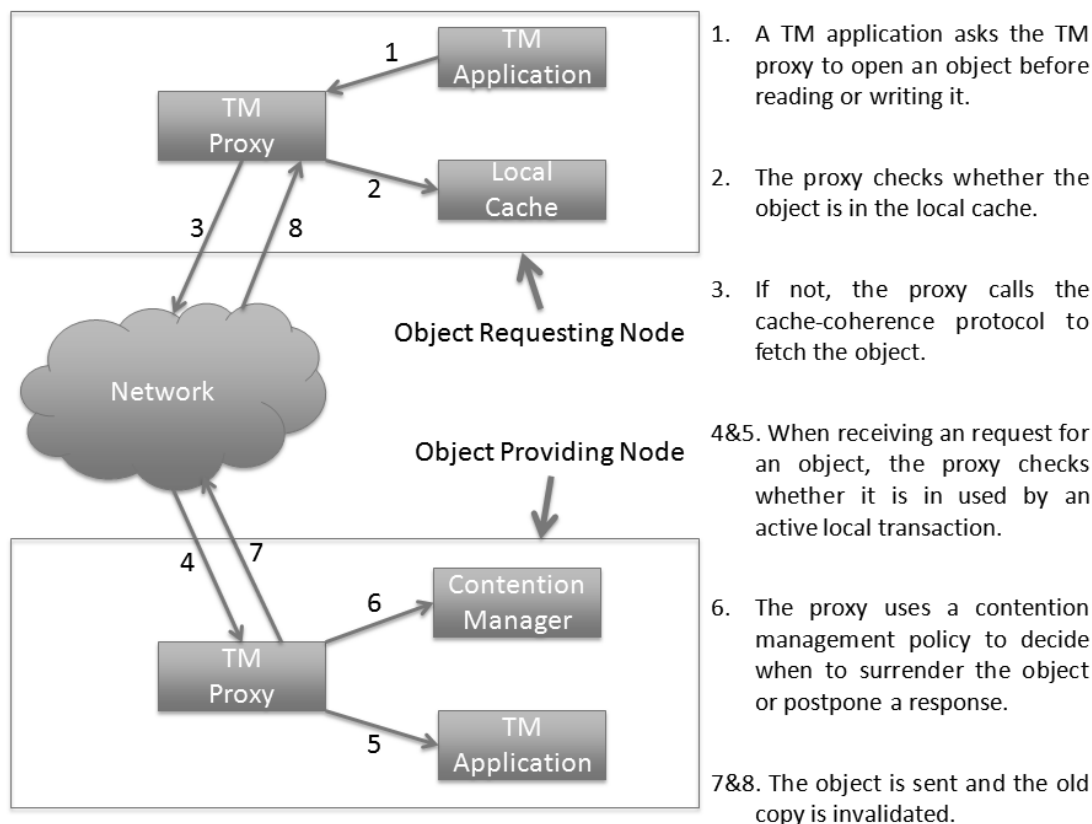 TM
Application
1
TM
Proxy
2
Local
Cache
3
8
Object Requesting Node
Network
Object Providing Node
4
7
Contention
Manager
6
TM
Proxy
5
TM
Application
1. A TM application asks the TM
proxy to open an object before
reading or writing it.
2. The proxy checks whether the
object is in the local cache.
3. If not, the proxy calls the
cache-coherence protocol to
fetch the object.
4&5. When receiving an request for
an object, the proxy checks
whether it is in used by an
active local transaction.
6. The proxy uses a contention
management policy to decide
when to surrender the object
or postpone a response.
7&8. The object is sent and the old
copy is invalidated.